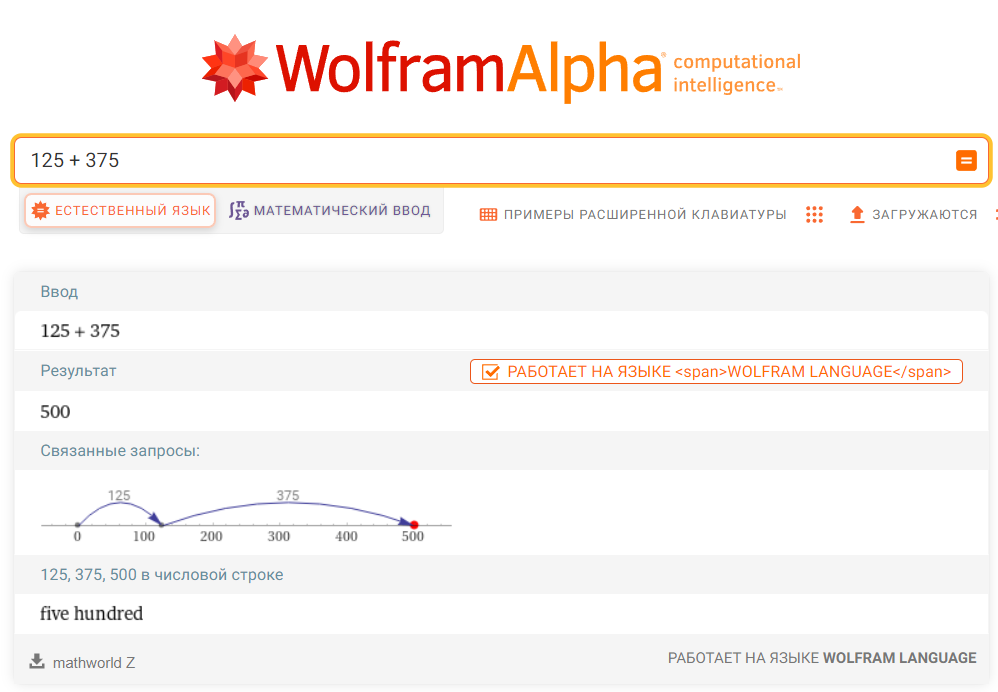 WolframAlpha computational intelligence™
125 + 375
ЕСТЕСТВЕННЫЙ ЯЗЫК
МАТЕМАТИЧЕСКИЙ ВВОД
ПРИМЕРЫ РАСШИРЕННОЙ КЛАВИАТУРЫ
ЗАГРУЖАЮТСЯ
Ввод
125 + 375
Результат
РАБОТАЕТ НА ЯЗЫКЕ <span>WOLFRAM LANGUAGE</span>
500
Связанные запросы:
125 375
0 100 200 300 400 500
125, 375, 500 в числовой строке
five hundred
mathworld Z
РАБОТАЕТ НА ЯЗЫКЕ WOLFRAM LANGUAGE